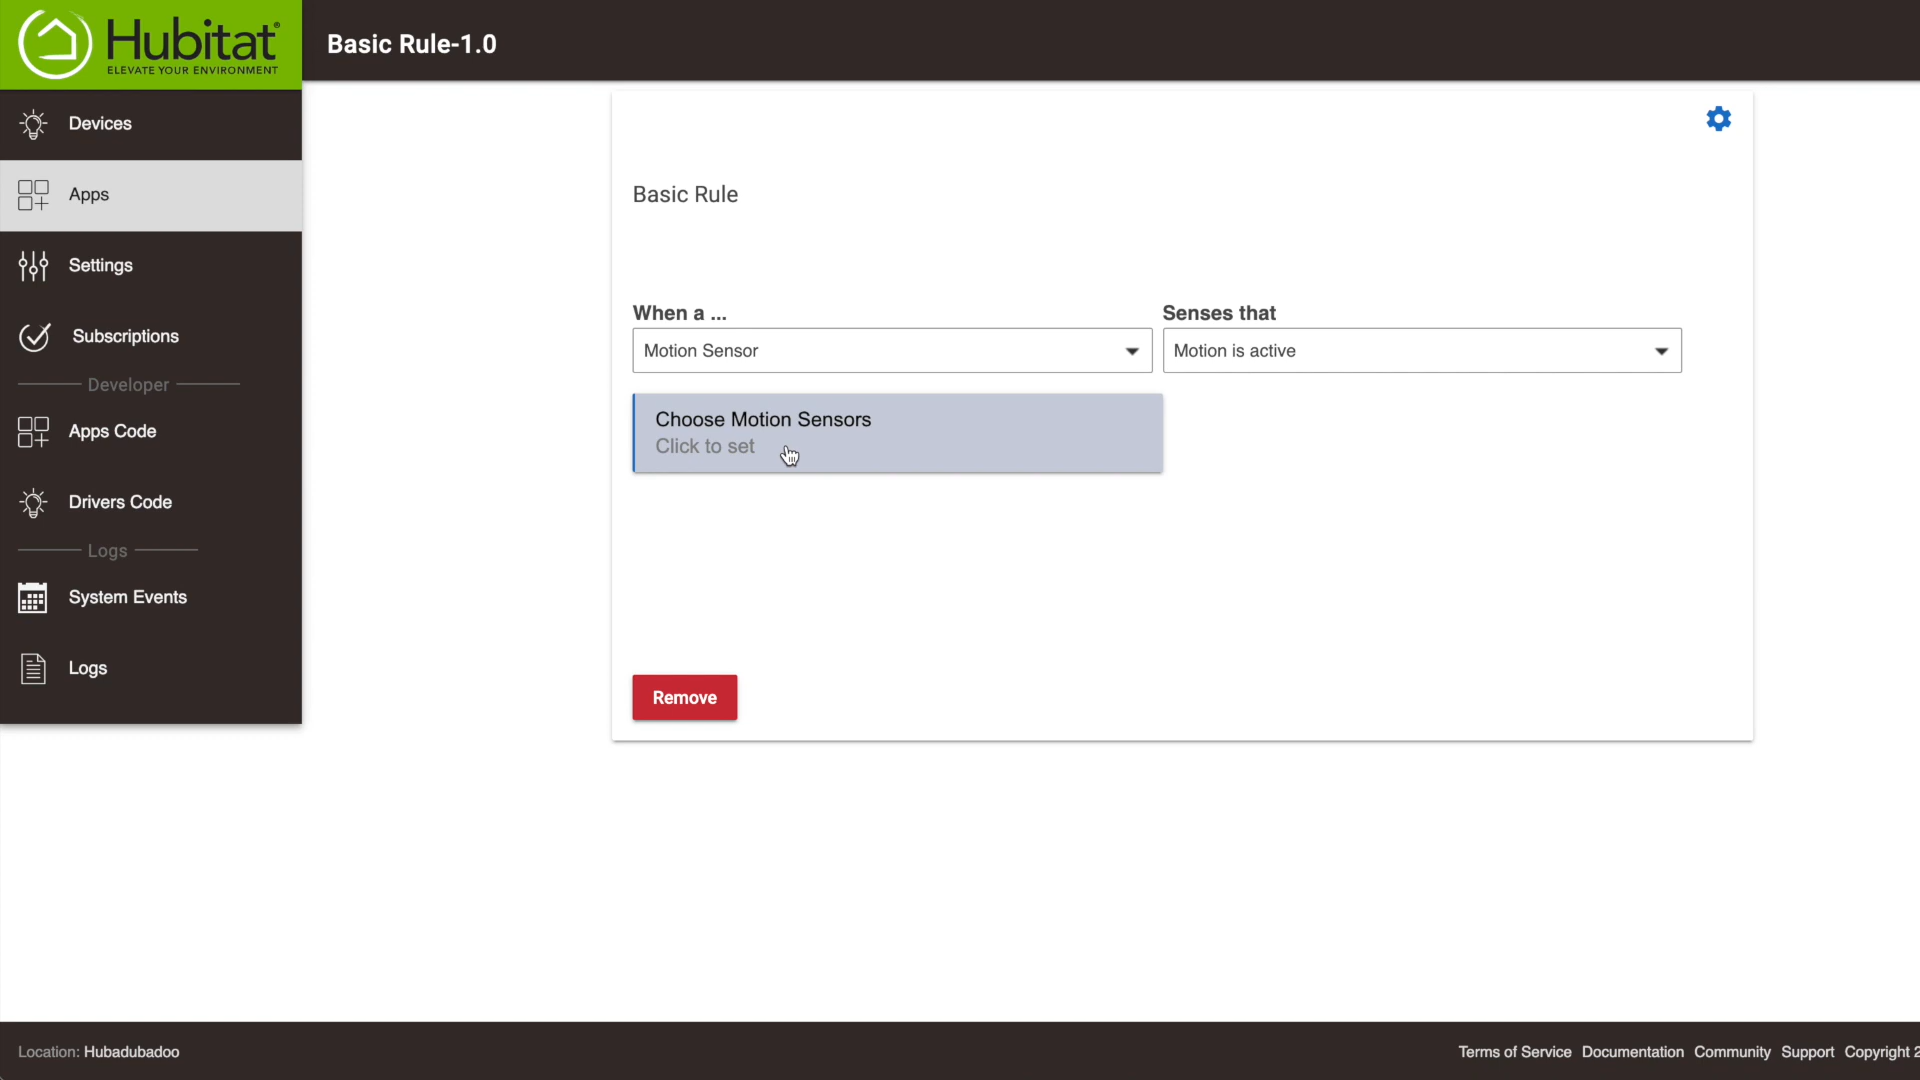 Hubitat®
ELEVATE YOUR ENVIRONMENT
Basic Rule-1.0
Devices
Apps
Settings
Subscriptions
Developer
Apps Code
Drivers Code
Logs
System Events
Logs
Basic Rule
When a ...
Senses that
Motion Sensor
Motion is active
Choose Motion Sensors
Click to set
Remove
Location: Hubadubadoo
Terms of Service Documentation Community Support Copyright 2